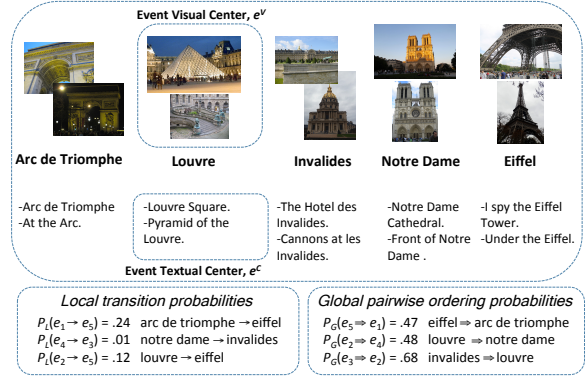 Event Visual Center, e^V
Arc de Triomphe
Louvre
Invalides
Notre Dame
Eiffel
-Arc de Triomphe
-At the Arc.
-Louvre Square.
-Pyramid of the
Louvre.
-The Hotel des
Invalides.
-Cannons at les
Invalides.
-Notre Dame
Cathedral.
-Front of Notre
Dame .
-I spy the Eiffel
Tower.
-Under the Eiffel.
Event Textual Center, e^C
Local transition probabilities
P_L(e_1 → e_5) = .24 arc de triomphe → eiffel
P_L(e_4 → e_3) = .01 notre dame → invalides
P_L(e_2 → e_5) = .12 louvre → eiffel
Global pairwise ordering probabilities
P_G(e_5 ⇒ e_1) = .47 eiffel ⇒ arc de triomphe
P_G(e_2 ⇒ e_4) = .48 louvre ⇒ notre dame
P_G(e_3 ⇒ e_2) = .68 invalides ⇒ louvre